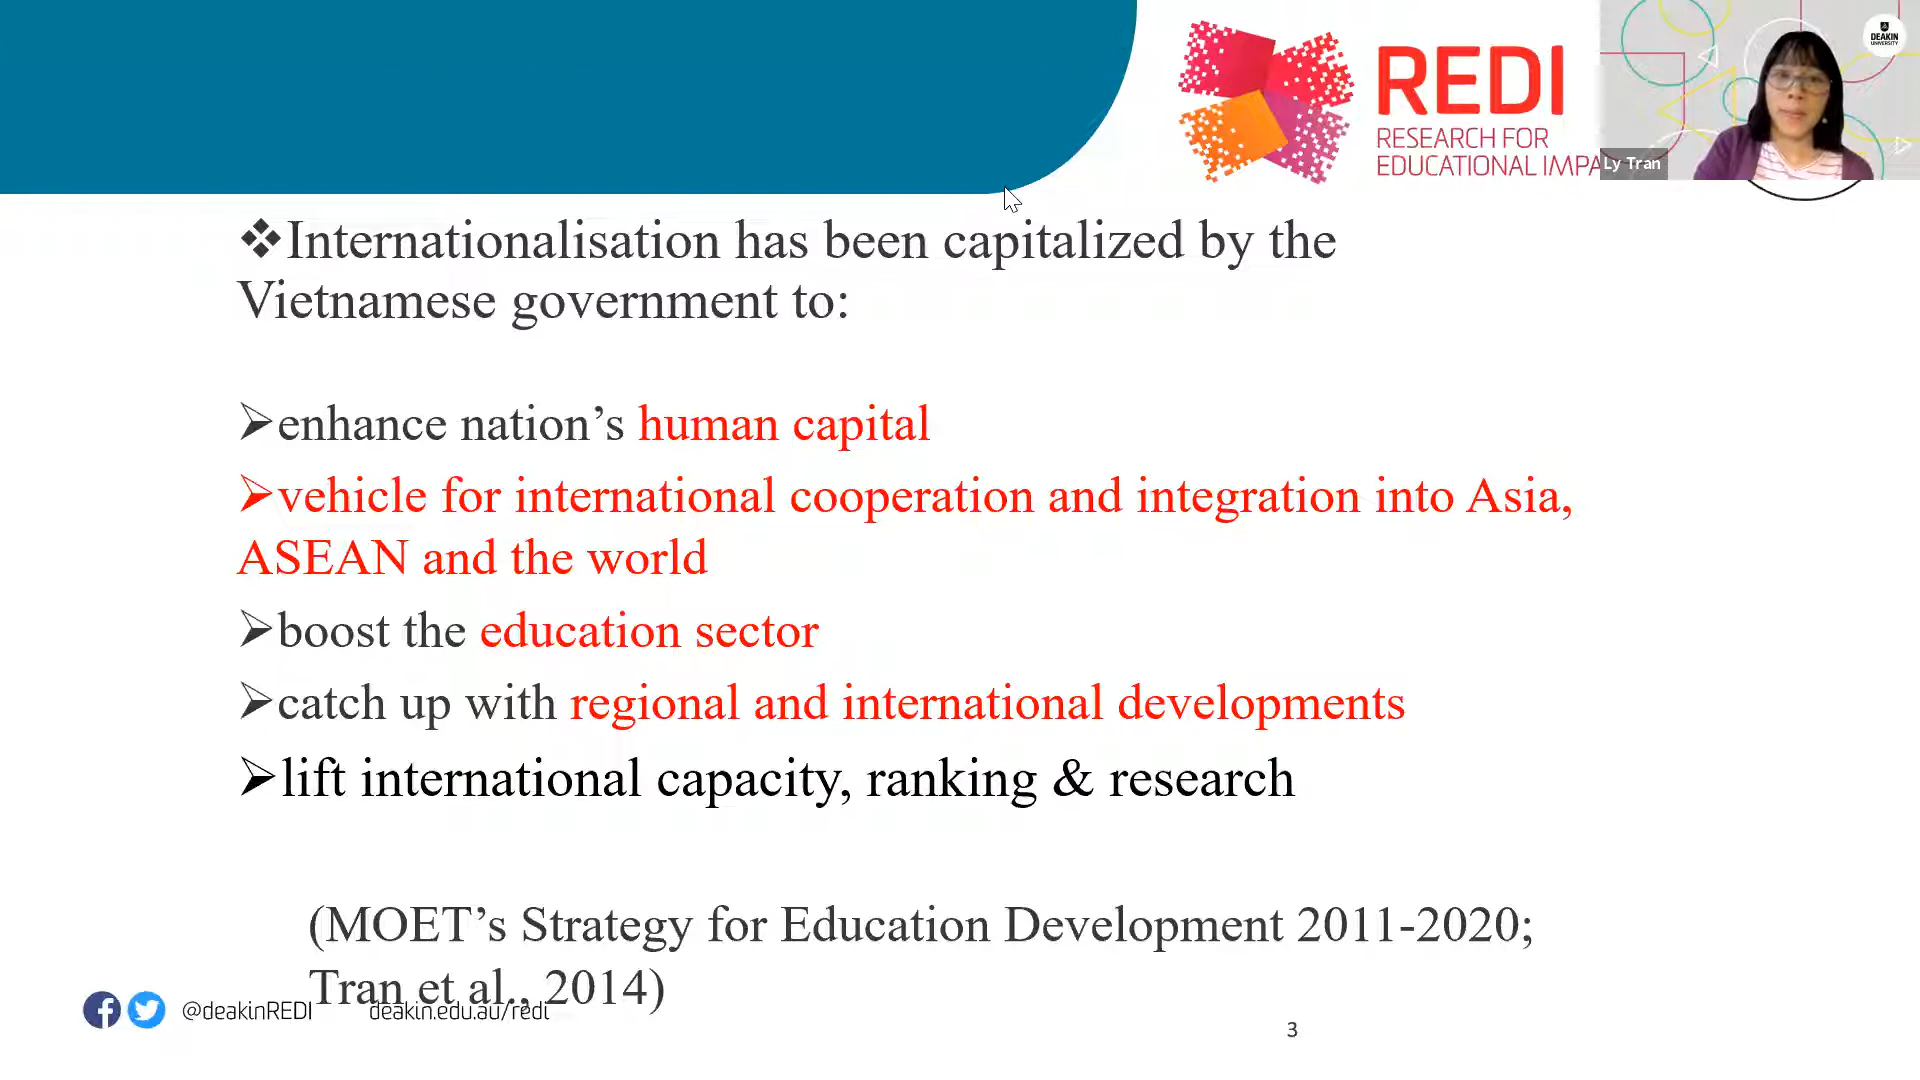 REDI
RESEARCH FOR
EDUCATIONAL IMPA
DEAKIN
UNIVERSITY
Ly Tran
❖Internationalisation has been capitalized by the
Vietnamese government to:
➢enhance nation’s human capital
➢vehicle for international cooperation and integration into Asia,
ASEAN and the world
➢boost the education sector
➢catch up with regional and international developments
➢lift international capacity, ranking & research
(MOET’s Strategy for Education Development 2011-2020;
Tran et al., 2014)
@deakinREDI deakin.edu.au/redi
3